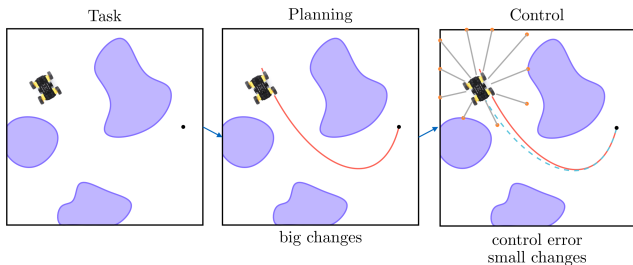 Task
Planning
Control
big changes
control error
small changes